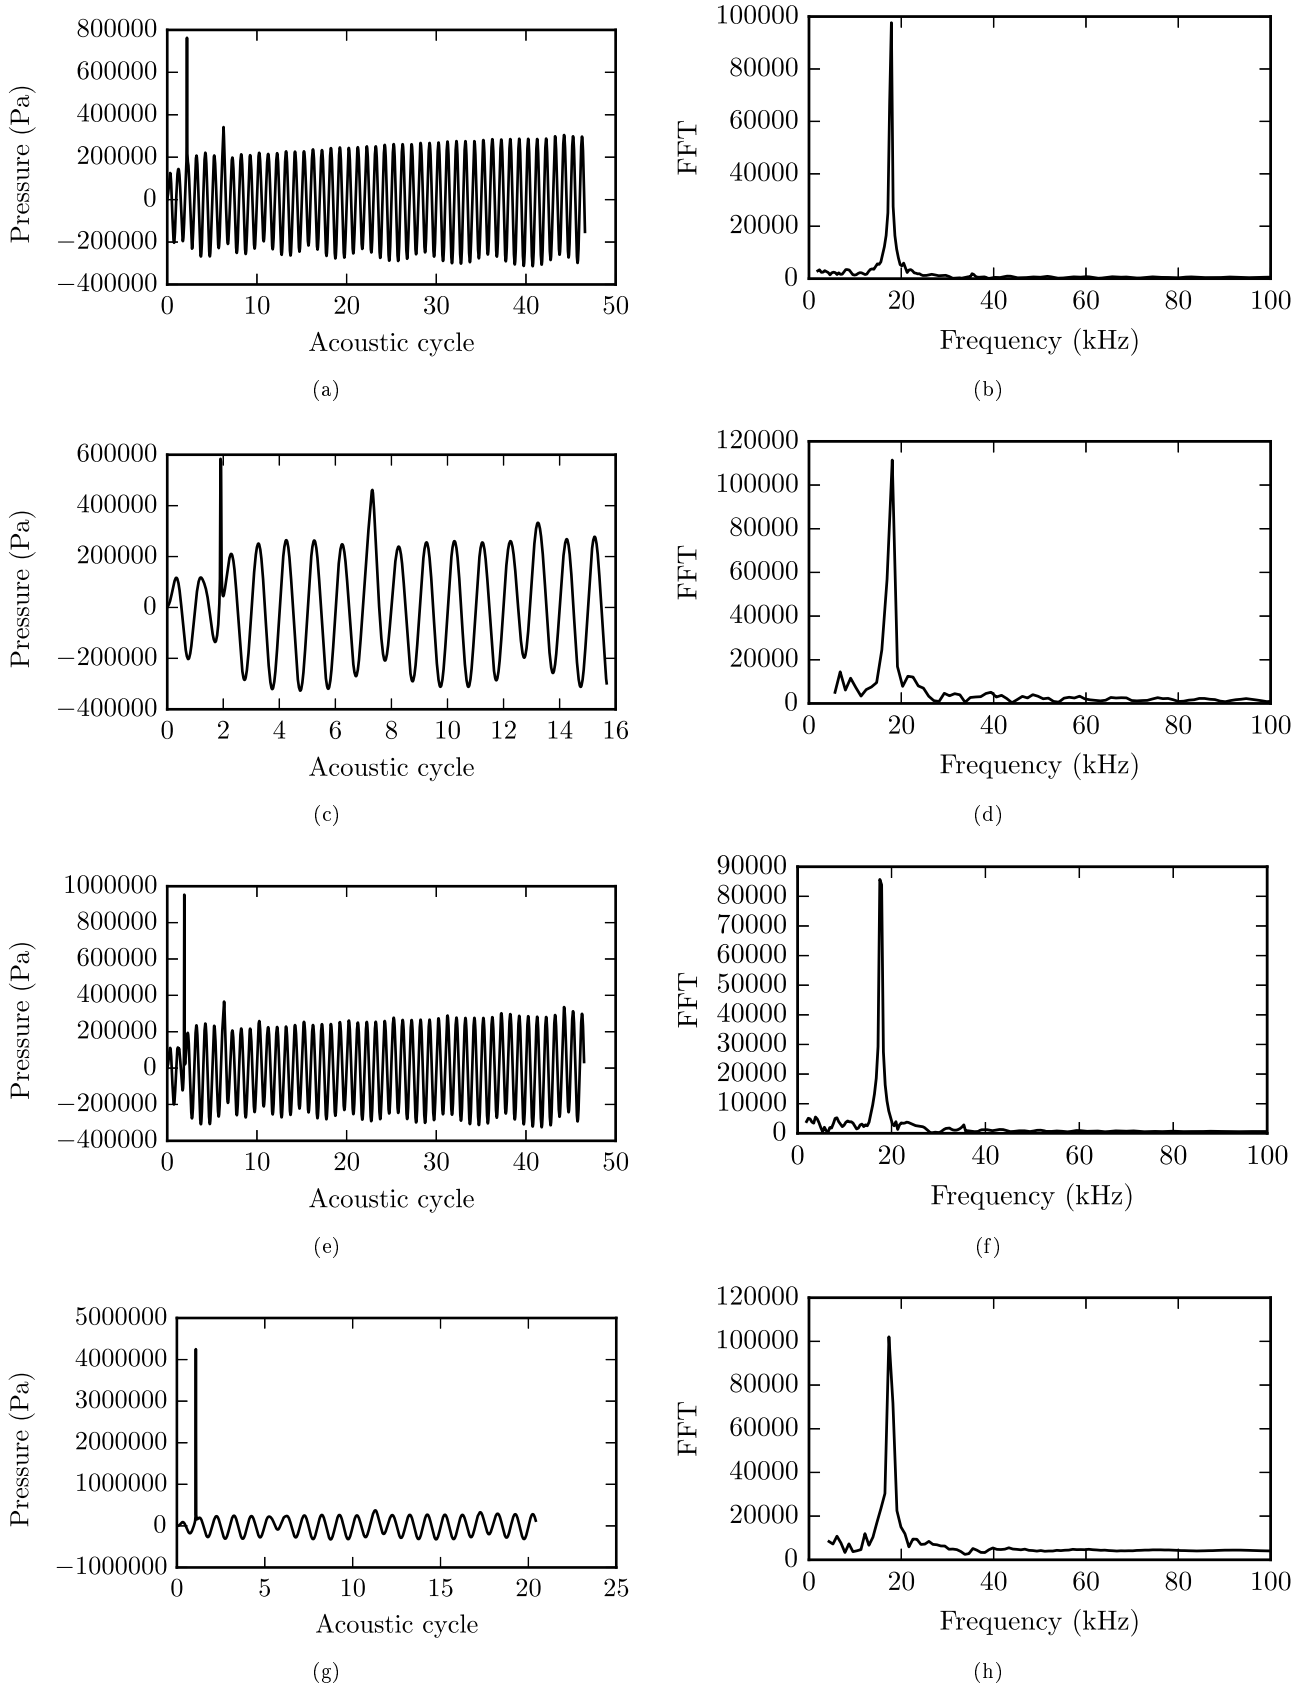 800000
600000
400000
200000
0
−200000
−400000
Pressure (Pa)
0 10 20 30 40 50
Acoustic cycle
(a)
100000
80000
60000
40000
20000
0
FFT
0 20 40 60 80 100
Frequency (kHz)
(b)
600000
400000
200000
0
−200000
−400000
Pressure (Pa)
0 2 4 6 8 10 12 14 16
Acoustic cycle
(c)
120000
100000
80000
60000
40000
20000
0
FFT
0 20 40 60 80 100
Frequency (kHz)
(d)
1000000
800000
600000
400000
200000
0
−200000
−400000
Pressure (Pa)
0 10 20 30 40 50
Acoustic cycle
(e)
90000
80000
70000
60000
50000
40000
30000
20000
10000
0
FFT
0 20 40 60 80 100
Frequency (kHz)
(f)
5000000
4000000
3000000
2000000
1000000
0
−1000000
Pressure (Pa)
0 5 10 15 20 25
Acoustic cycle
(g)
120000
100000
80000
60000
40000
20000
0
FFT
0 20 40 60 80 100
Frequency (kHz)
(h)